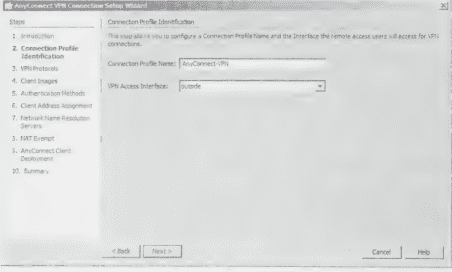 AnyConnect VPN Connection Setup Wizard
Steps
1. Introduction
2. Connection Profile
Identification
3. VPN Protocols
4. Client Images
5. Authentication Methods
6. Client Address Assignment
7. Network Name Resolution
Servers
8. NAT Exempt
9. AnyConnect Client
Deployment
10. Summary
Connection Profile Identification
This step allows you to configure a Connection Profile Name and the Interface the remote access users will access for VPN
connections.
Connection Profile Name: AnyConnect-VPN
VPN Access Interface: outside
< Back
Next >
Cancel
Help